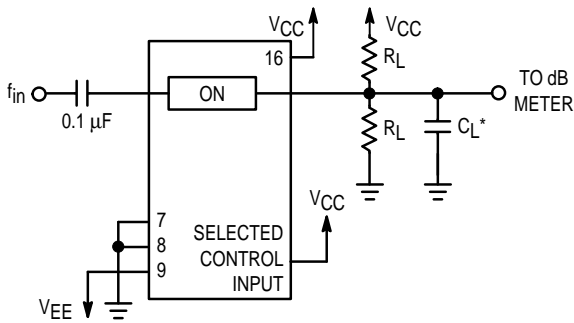 VCC
VCC
16
RL
fin
ON
TO dB
METER
0.1 µF
RL
CL*
VCC
7
8
9
SELECTED
CONTROL
INPUT
VEE